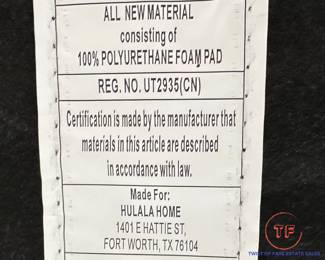 ALL NEW MATERIAL
consisting of
100% POLYURETHANE FOAM PAD
REG. NO. UT2935(CN)
Certification is made by the manufacturer that
materials in this article are described
in accordance with law.
Made For:
HULALA HOME
1401 E HATTIE ST,
FORT WORTH, TX 76104
TF